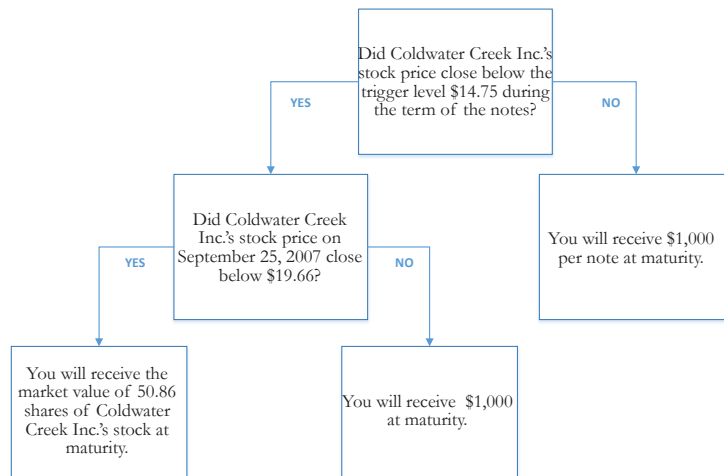 Did Coldwater Creek Inc.'s
stock price close below the
trigger level $14.75 during
the term of the notes?
YES
NO
Did Coldwater Creek
Inc.'s stock price on
September 25, 2007 close
below $19.66?
You will receive $1,000
per note at maturity.
YES
NO
You will receive the
market value of 50.86
shares of Coldwater
Creek Inc.'s stock at
maturity.
You will receive $1,000
at maturity.